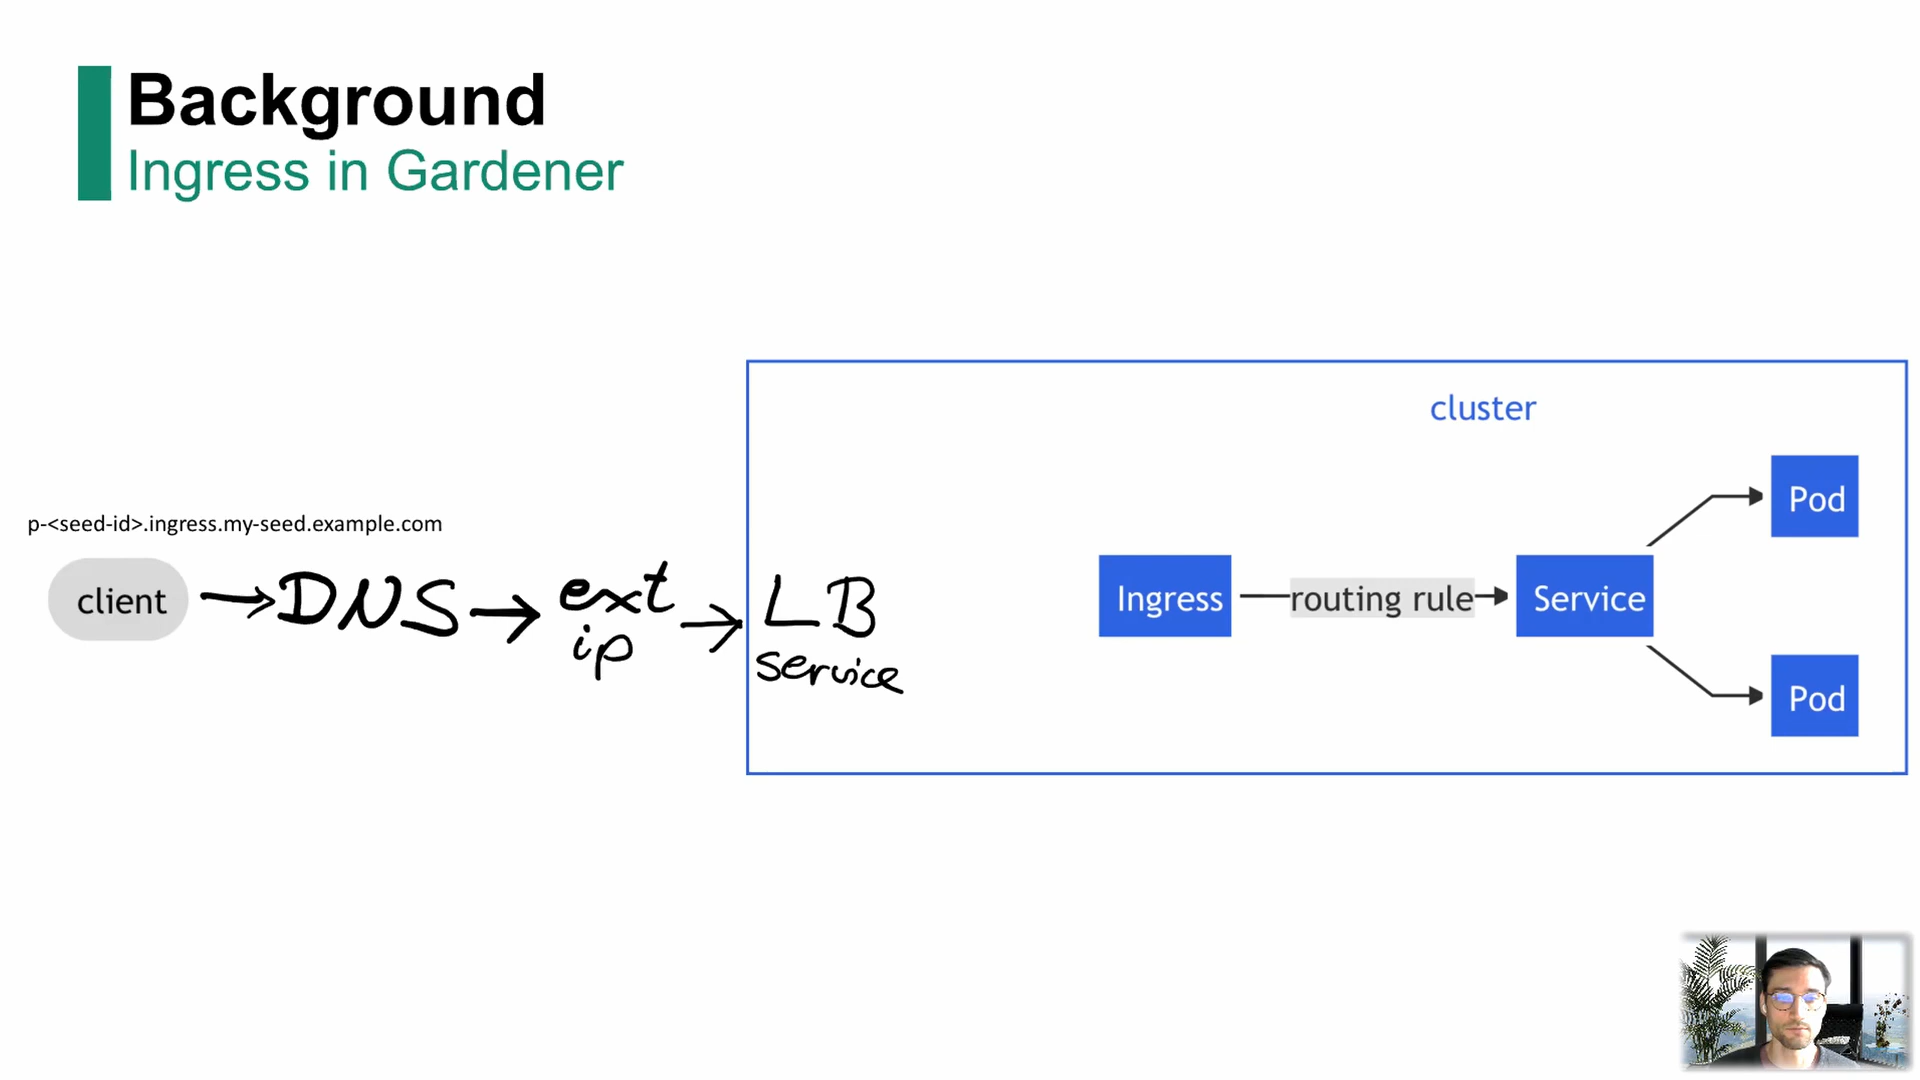 Background
Ingress in Gardener
cluster
Pod
p-<seed-id>.ingress.my-seed.example.com
client
DNS
ext
ip
LB
service
Ingress
routing rule
Service
Pod